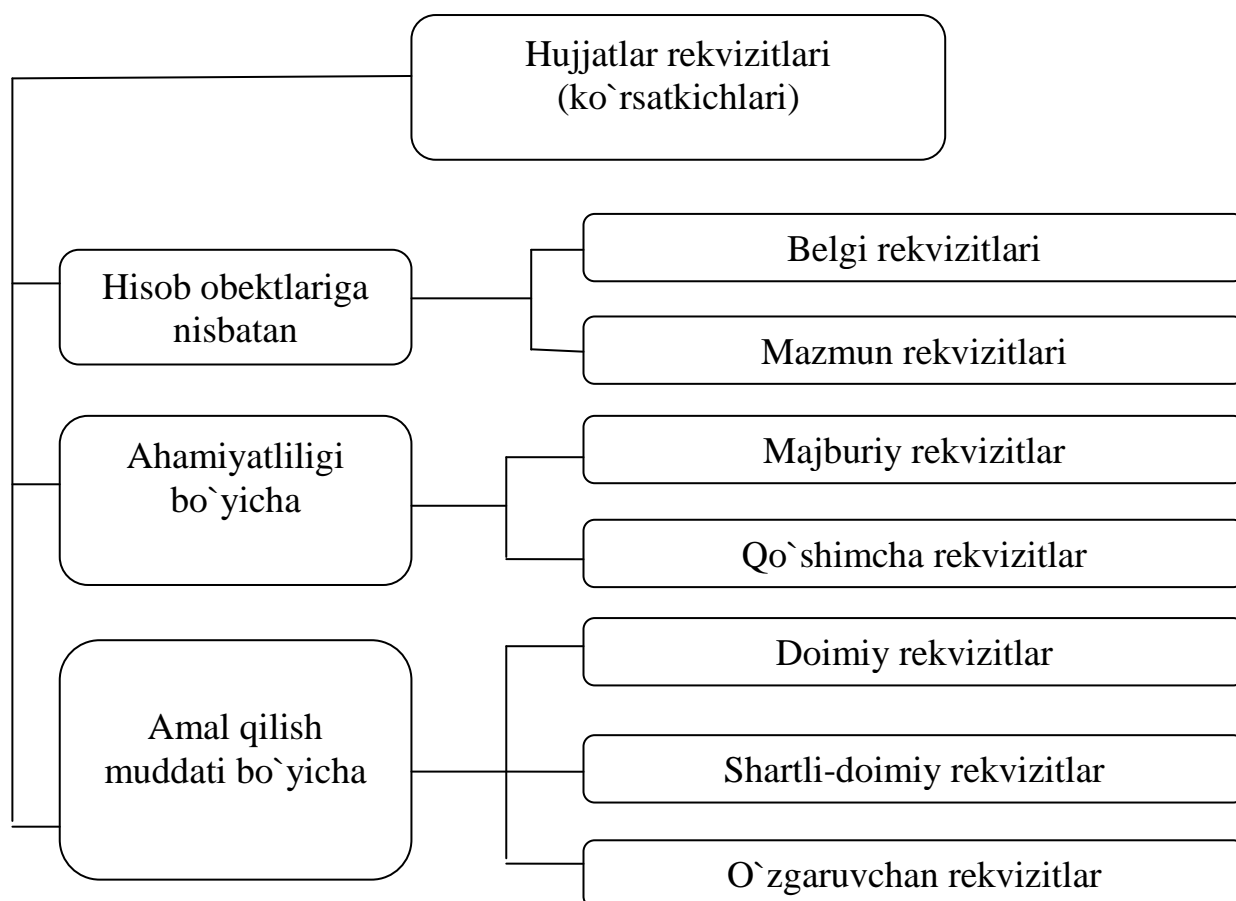 Hujjatlar rekvizitlari
(ko`rsatkichlari)
Hisob obektlariga
nisbatan
Belgi rekvizitlari
Mazmun rekvizitlari
Ahamiyatliligi
bo`yicha
Majburiy rekvizitlar
Qo`shimcha rekvizitlar
Amal qilish
muddati bo`yicha
Doimiy rekvizitlar
Shartli-doimiy rekvizitlar
O`zgaruvchan rekvizitlar